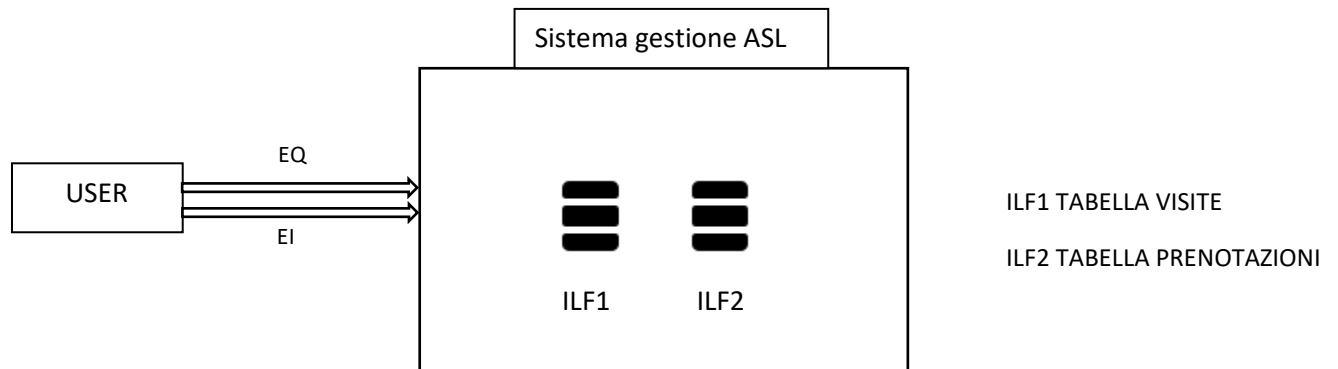 Sistema gestione ASL
EQ
USER
EI
ILF1 TABELLA VISITE
ILF2 TABELLA PRENOTAZIONI
ILF1
ILF2